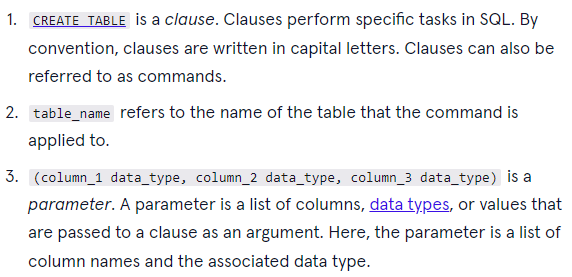 1. CREATE TABLE is a clause. Clauses perform specific tasks in SQL. By
convention, clauses are written in capital letters. Clauses can also be
referred to as commands.
2. table_name refers to the name of the table that the command is
applied to.
3. (column_1 data_type, column_2 data_type, column_3 data_type) is a
parameter. A parameter is a list of columns, data types, or values that
are passed to a clause as an argument. Here, the parameter is a list of
column names and the associated data type.